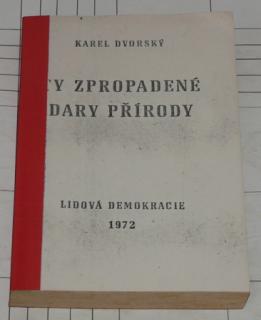 KAREL DVORSKÝ
TY ZPROPADENÉ
DARY PŘÍRODY
LIDOVÁ DEMOKRACIE
1972